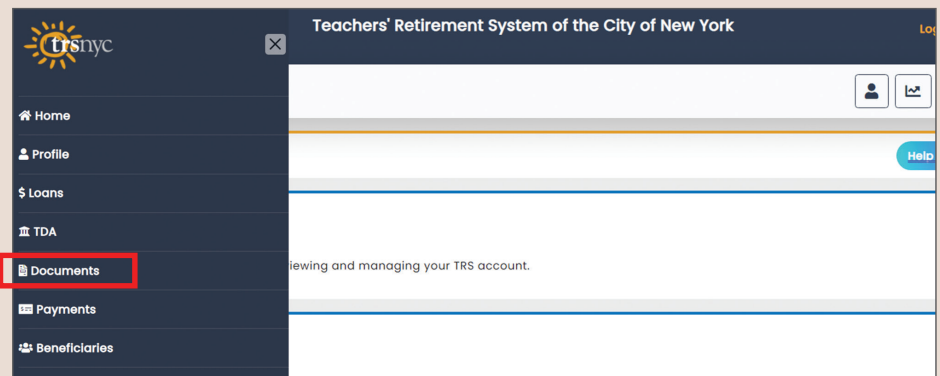 Teachers' Retirement System of the City of New York
trsnyc
Home
Profile
Help
Loans
TDA
Documents
iewing and managing your TRS account.
Payments
Beneficiaries